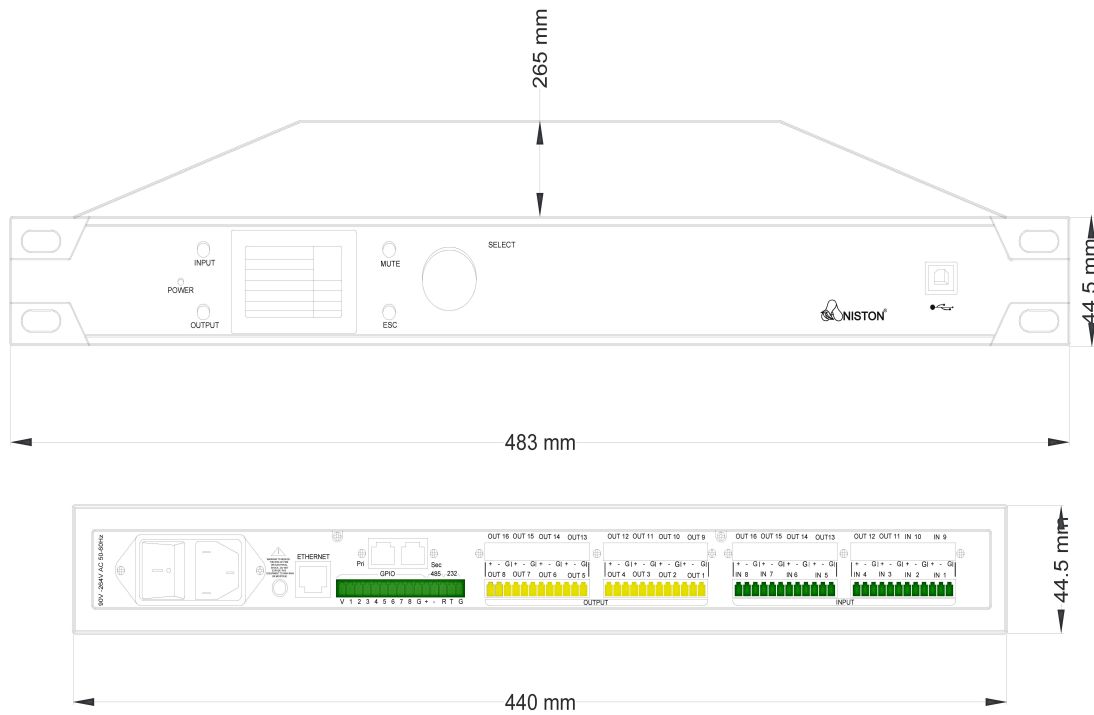 265 mm
SELECT
INPUT
MUTE
POWER
OUTPUT
ESC
NISTON®
44.5 mm
483 mm
90V -264V AC 50-60Hz
ETHERNET
Pri
Sec
GPIO
485 232
V 1 2 3 4 5 6 7 8 G + - R T G
OUT 16 OUT 15 OUT 14 OUT13
OUT 12 OUT 11 OUT 10 OUT 9
OUT 16 OUT 15 OUT 14 OUT13
OUT 12 OUT 11 IN 10 IN 9
+ - G + - G + - G + - G
+ - G + - G + - G + - G
+ - G + - G + - G + - G
+ - G + - G + - G + - G
OUT 8 OUT 7 OUT 6 OUT 5
OUT 4 OUT 3 OUT 2 OUT 1
IN 8 IN 7 IN 6 IN 5
IN 4 IN 3 IN 2 IN 1
OUTPUT
INPUT
44.5 mm
440 mm